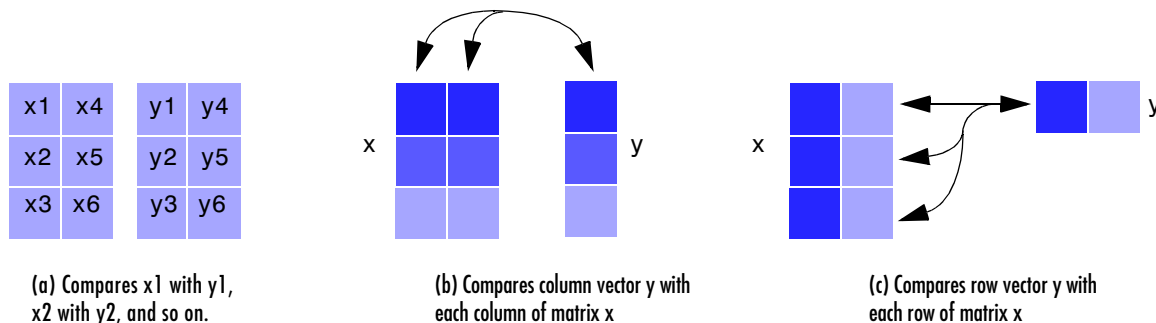 x1 x4 y1 y4
x2 x5 y2 y5
x3 x6 y3 y6
(a) Compares x1 with y1,
x2 with y2, and so on.
x
y
(b) Compares column vector y with
each column of matrix x
x
y
(c) Compares row vector y with
each row of matrix x